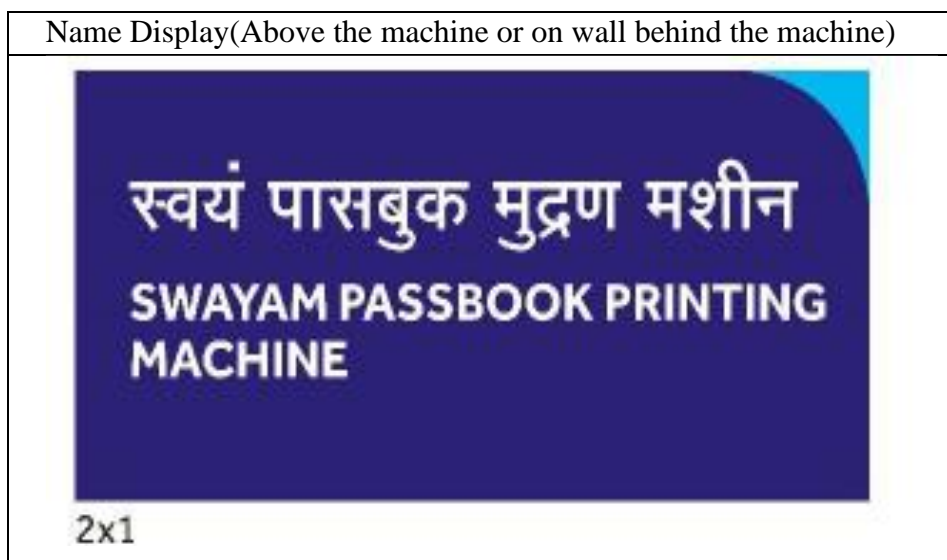 Name Display(Above the machine or on wall behind the machine)
स्वयं पासबुक मुद्रण मशीन
SWAYAM PASSBOOK PRINTING
MACHINE
2x1